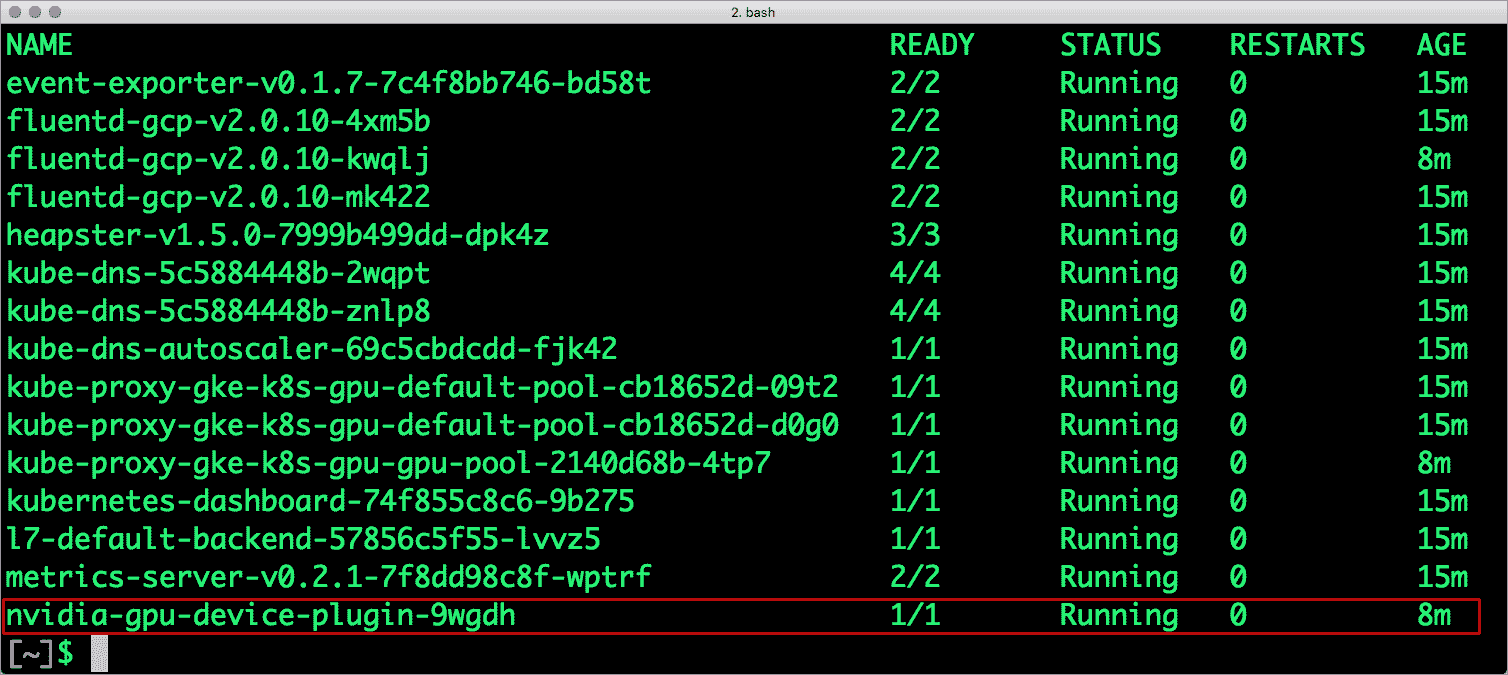 2. bash
NAME READY STATUS RESTARTS AGE
event-exporter-v0.1.7-7c4f8bb746-bd58t 2/2 Running 0 15m
fluentd-gcp-v2.0.10-4xm5b 2/2 Running 0 15m
fluentd-gcp-v2.0.10-kwqlj 2/2 Running 0 8m
fluentd-gcp-v2.0.10-mk422 2/2 Running 0 15m
heapster-v1.5.0-7999b499dd-dpk4z 3/3 Running 0 15m
kube-dns-5c5884448b-2wqpt 4/4 Running 0 15m
kube-dns-5c5884448b-znlp8 4/4 Running 0 15m
kube-dns-autoscaler-69c5cbdcdd-fjk42 1/1 Running 0 15m
kube-proxy-gke-k8s-gpu-default-pool-cb18652d-09t2 1/1 Running 0 15m
kube-proxy-gke-k8s-gpu-default-pool-cb18652d-d0g0 1/1 Running 0 15m
kube-proxy-gke-k8s-gpu-gpu-pool-2140d68b-4tp7 1/1 Running 0 8m
kubernetes-dashboard-74f855c8c6-9b275 1/1 Running 0 15m
l7-default-backend-57856c5f55-lvvz5 1/1 Running 0 15m
metrics-server-v0.2.1-7f8dd98c8f-wptrf 2/2 Running 0 15m
nvidia-gpu-device-plugin-9wgdh 1/1 Running 0 8m
[~]$